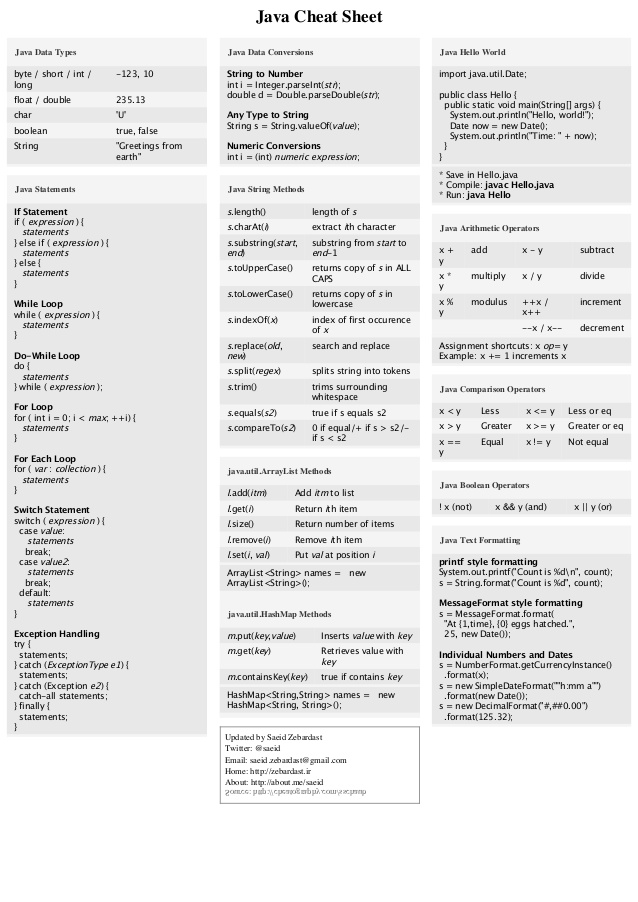 Java Cheat Sheet
Java Data Types
byte / short / int / long −123, 10
float / double 235.13
char "U"
boolean true, false
String "Greetings from earth"
Java Statements
If Statement
if ( expression ) {
statements
} else if ( expression ) {
statements
} else {
statements
}
While Loop
while ( expression ) {
statements
}
Do−While Loop
do {
statements
} while ( expression );
For Loop
for ( int i = 0; i < max; ++i) {
statements
}
For Each Loop
for ( var : collection ) {
statements
}
Switch Statement
switch ( expression ) {
case value:
statements
break;
case value2:
statements
break;
default:
statements
}
Exception Handling
try {
statements;
} catch (ExceptionType e1) {
statements;
} catch (Exception e2) {
catch−all statements;
} finally {
statements;
}
Java Data Conversions
String to Number
int i = Integer.parseInt(str);
double d = Double.parseDouble(str);
Any Type to String
String s = String.valueOf(value);
Numeric Conversions
int i = (int) numeric expression;
Java String Methods
s.length() length of s
s.charAt(i) extract ith character
s.substring(start, end) substring from start to end−1
s.toUpperCase() returns copy of s in ALL CAPS
s.toLowerCase() returns copy of s in lowercase
s.indexOf(x) index of first occurence of x
s.replace(old, new) search and replace
s.split(regex) splits string into tokens
s.trim() trims surrounding whitespace
s.equals(s2) true if s equals s2
s.compareTo(s2) 0 if equal/+ if s > s2/− if s < s2
java.util.ArrayList Methods
l.add(itm) Add itm to list
l.get(i) Return ith item
l.size() Return number of items
l.remove(i) Remove ith item
l.set(i, val) Put val at position i
ArrayList<String> names = new
ArrayList<String>();
java.util.HashMap Methods
m.put(key,value) Inserts value with key
m.get(key) Retrieves value with key
m.containsKey(key) true if contains key
HashMap<String,String> names = new
HashMap<String, String>();
Updated by Saeid Zebardast
Twitter: @saeid
Email: saeid.zebardast@gmail.com
Home: http://zebardast.ir
About: http://about.me/saeid
Java Hello World
import java.util.Date;
public class Hello {
public static void main(String[] args) {
System.out.println("Hello, world!");
Date now = new Date();
System.out.println("Time: " + now);
}
}
* Save in Hello.java
* Compile: javac Hello.java
* Run: java Hello
Java Arithmetic Operators
x + y add x − y subtract
x * y multiply x / y divide
x % y modulus ++x / x++ increment
−−x / x−− decrement
Assignment shortcuts: x op= y
Example: x += 1 increments x
Java Comparison Operators
x < y Less x <= y Less or eq
x > y Greater x >= y Greater or eq
x == y Equal x != y Not equal
Java Boolean Operators
! x (not) x && y (and) x || y (or)
Java Text Formatting
printf style formatting
System.out.printf("Count is %d\n", count);
s = String.format("Count is %d", count);
MessageFormat style formatting
s = MessageFormat.format(
"At {1,time}, {0} eggs hatched.",
25, new Date());
Individual Numbers and Dates
s = NumberFormat.getCurrencyInstance()
.format(x);
s = new SimpleDateFormat(""h:mm a"")
.format(new Date());
s = new DecimalFormat("#,##0.00")
.format(125.32);